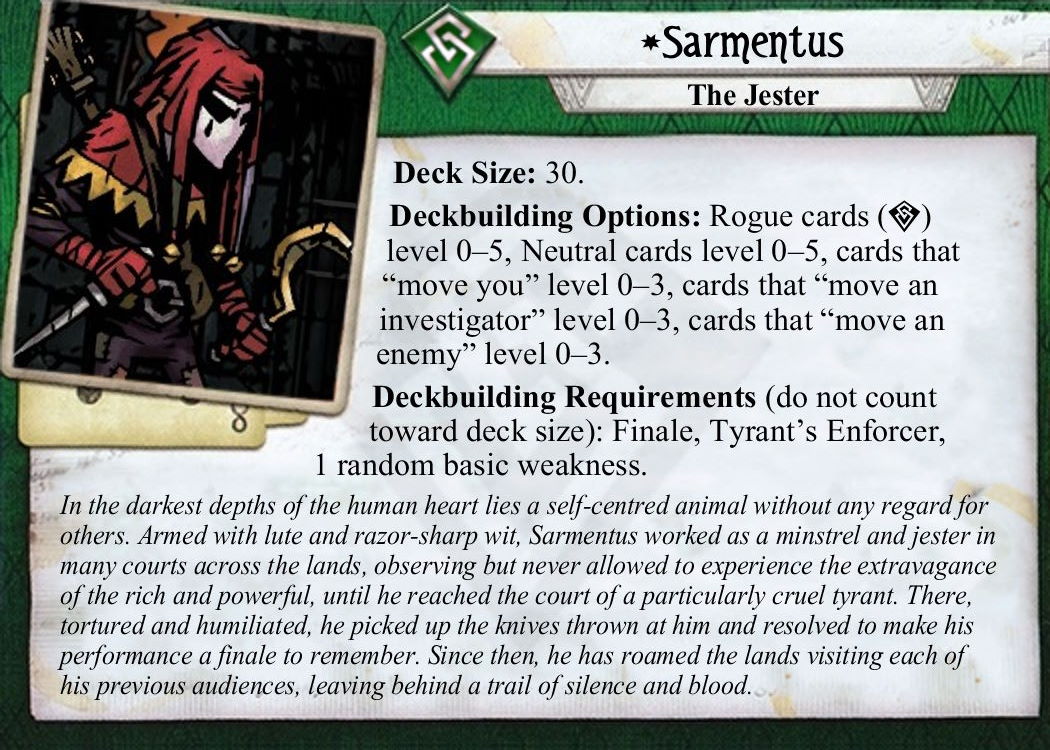 ✷Sarmentus
The Jester
Deck Size: 30.
Deckbuilding Options: Rogue cards ( )
level 0–5, Neutral cards level 0–5, cards that
“move you” level 0–3, cards that “move an
investigator” level 0–3, cards that “move an
enemy” level 0–3.
Deckbuilding Requirements (do not count
toward deck size): Finale, Tyrant’s Enforcer,
1 random basic weakness.
In the darkest depths of the human heart lies a self-centred animal without any regard for
others. Armed with lute and razor-sharp wit, Sarmentus worked as a minstrel and jester in
many courts across the lands, observing but never allowed to experience the extravagance
of the rich and powerful, until he reached the court of a particularly cruel tyrant. There,
tortured and humiliated, he picked up the knives thrown at him and resolved to make his
performance a finale to remember. Since then, he has roamed the lands visiting each of
his previous audiences, leaving behind a trail of silence and blood.